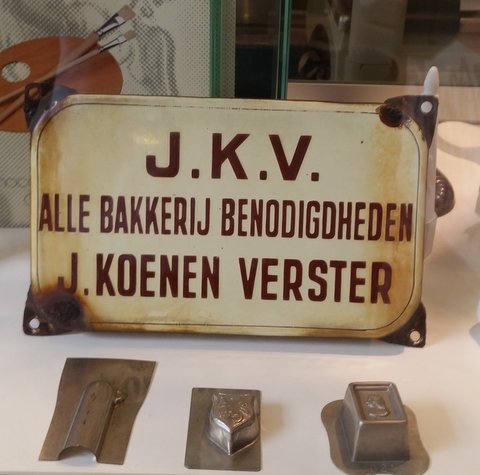 J.K.V.
ALLE BAKKERIJ BENODIGDHEDEN
J. KOENEN VERSTER